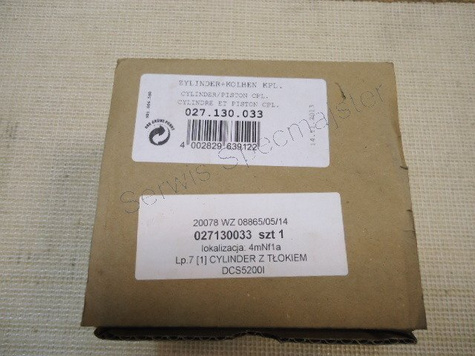 ZYLINDER+KOLBEN KPL.
CYLINDER/PISTON CPL.
CYLINDRE ET PISTON CPL.
027.130.033
4 002829 639122
Serwis Specmajster
20078 WZ 08865/05/14
027130033 szt 1
lokalizacja: 4mNf1a
Lp.7 [1] CYLINDER Z TŁOKIEM
DCS5200I